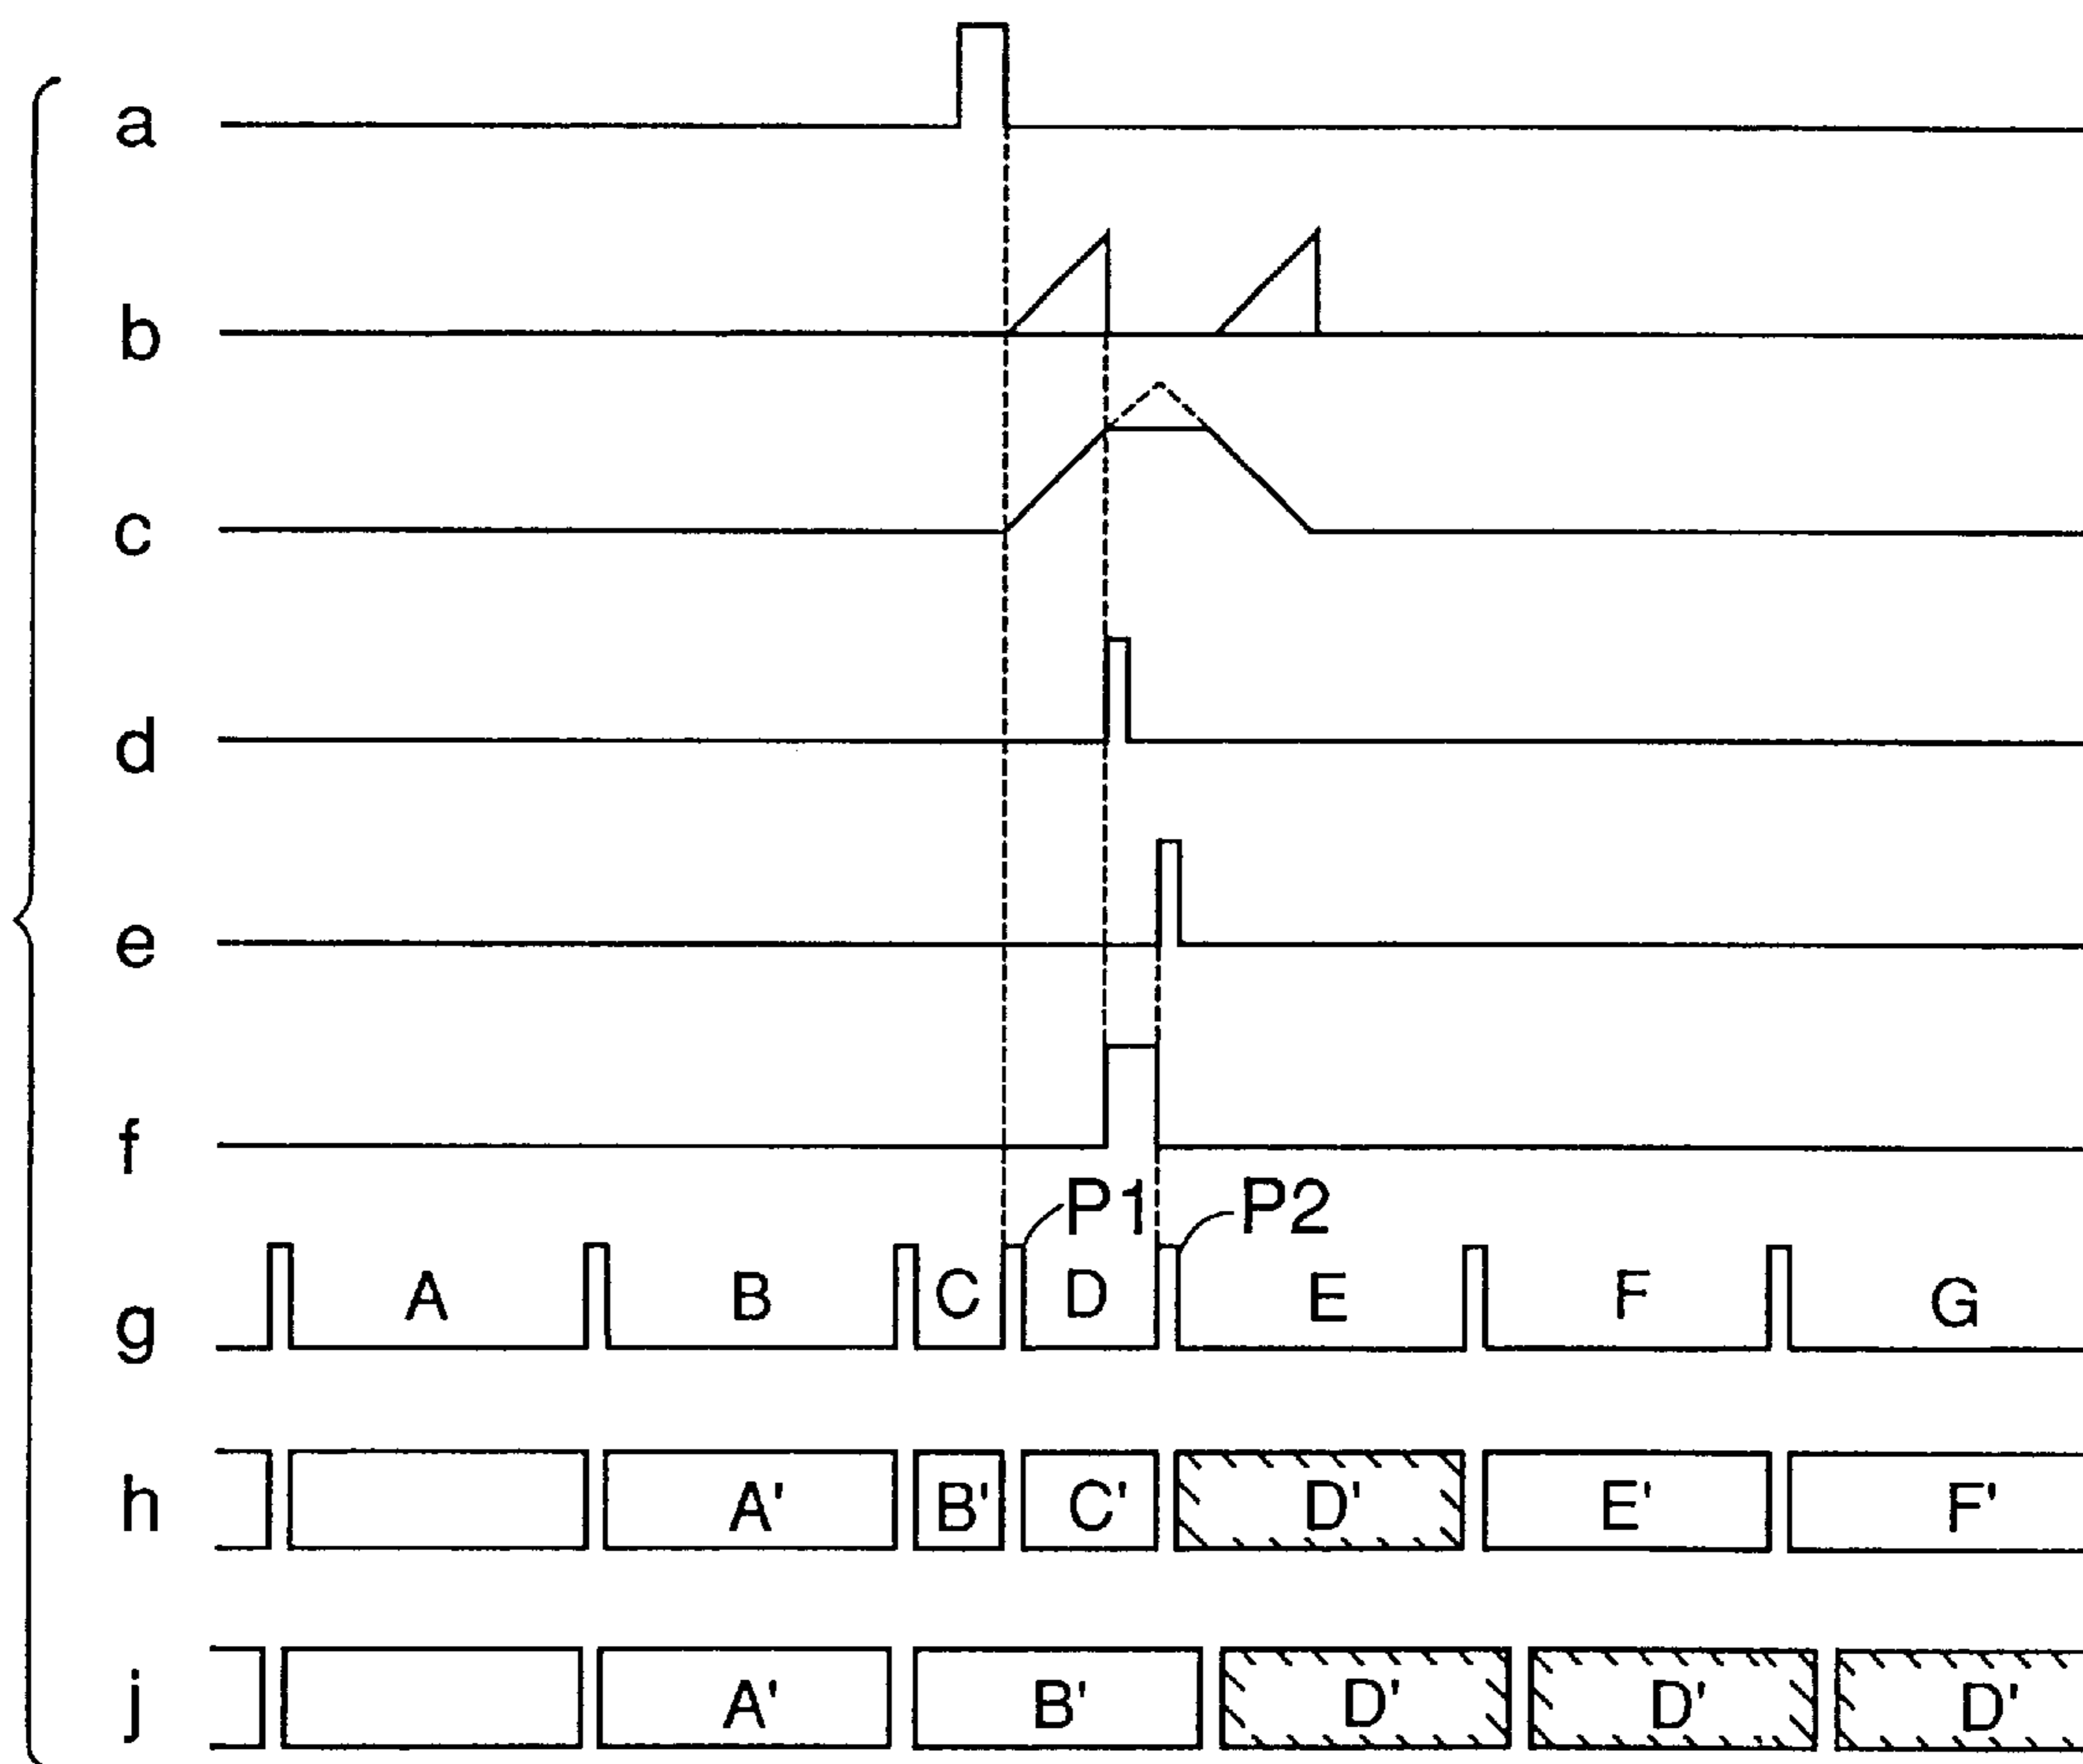 a
b
c
d
e
f
P1 P2
g A B C D E F G
h A' B' C' D' E' F'
j A' B' D' D' D'